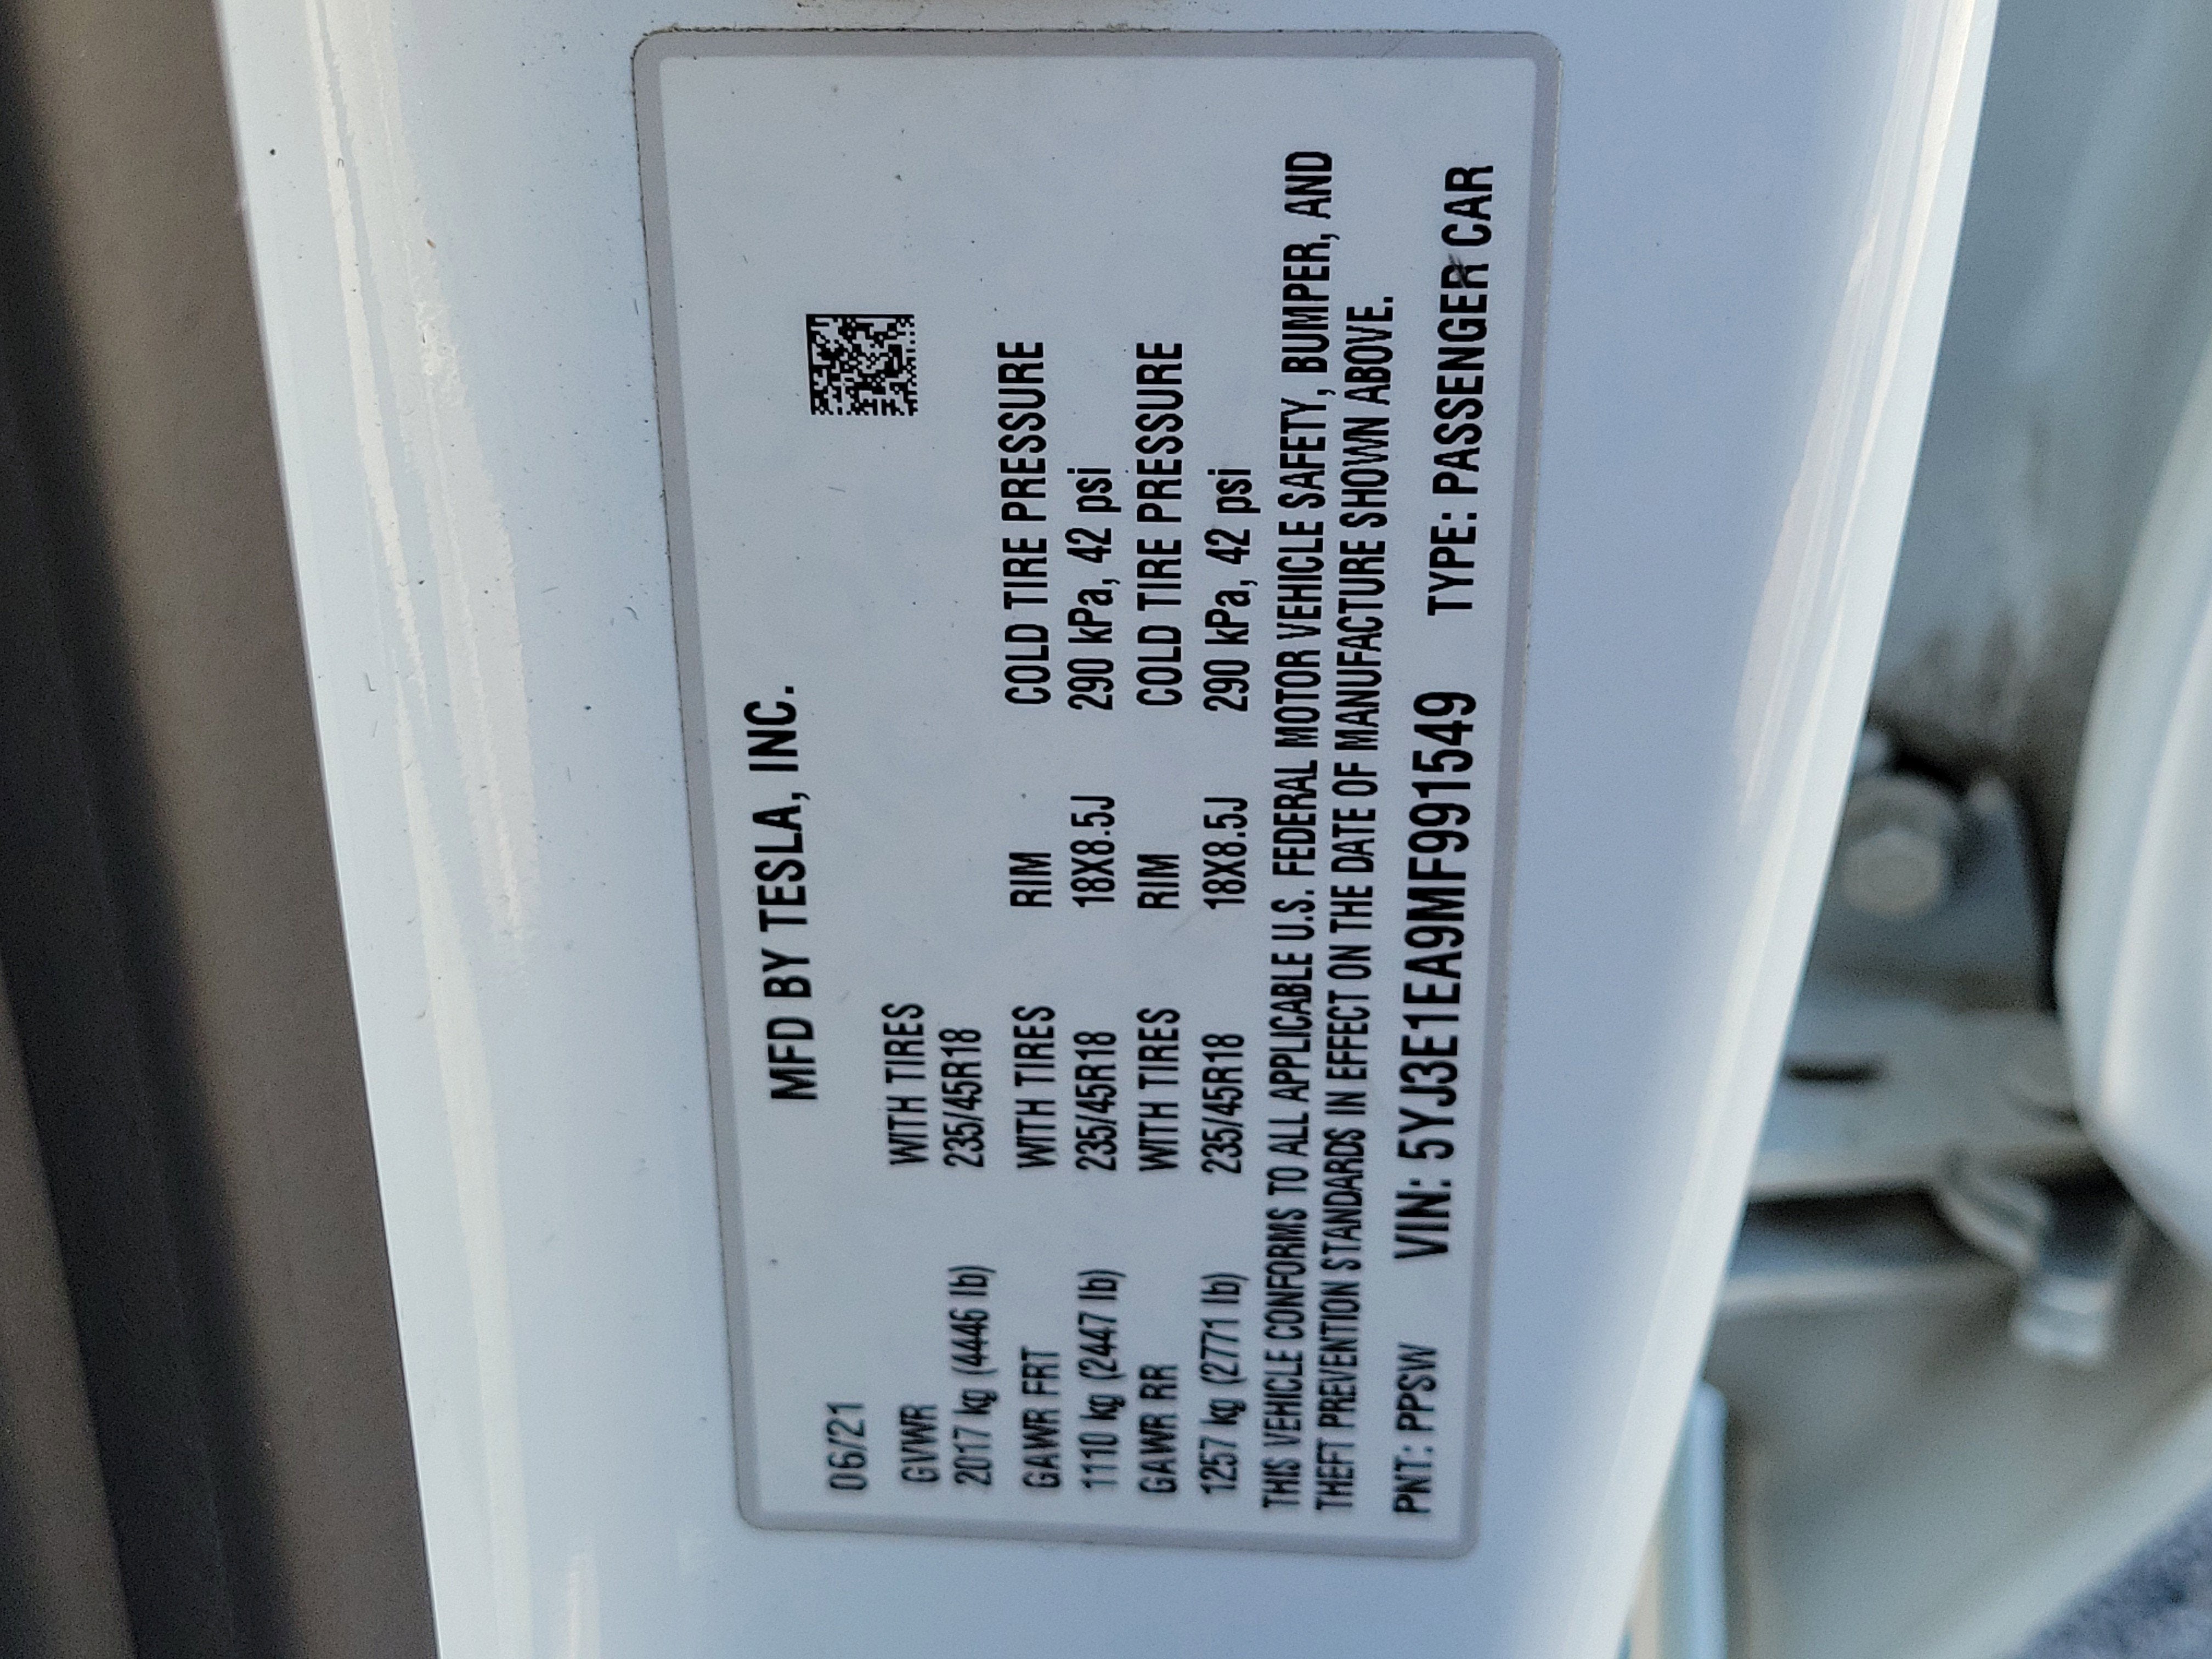 MFD BY TESLA, INC.
06/21
GVWR WITH TIRES
2017 kg (4446 lb) 235/45R18
GAWR FRT WITH TIRES RIM COLD TIRE PRESSURE
1110 kg (2447 lb) 235/45R18 18X8.5J 290 kPa, 42 psi
GAWR RR WITH TIRES RIM COLD TIRE PRESSURE
1257 kg (2771 lb) 235/45R18 18X8.5J 290 kPa, 42 psi
THIS VEHICLE CONFORMS TO ALL APPLICABLE U.S. FEDERAL MOTOR VEHICLE SAFETY, BUMPER, AND
THEFT PREVENTION STANDARDS IN EFFECT ON THE DATE OF MANUFACTURE SHOWN ABOVE.
PNT: PPSW VIN: 5YJ3E1EA9MF991549 TYPE: PASSENGER CAR